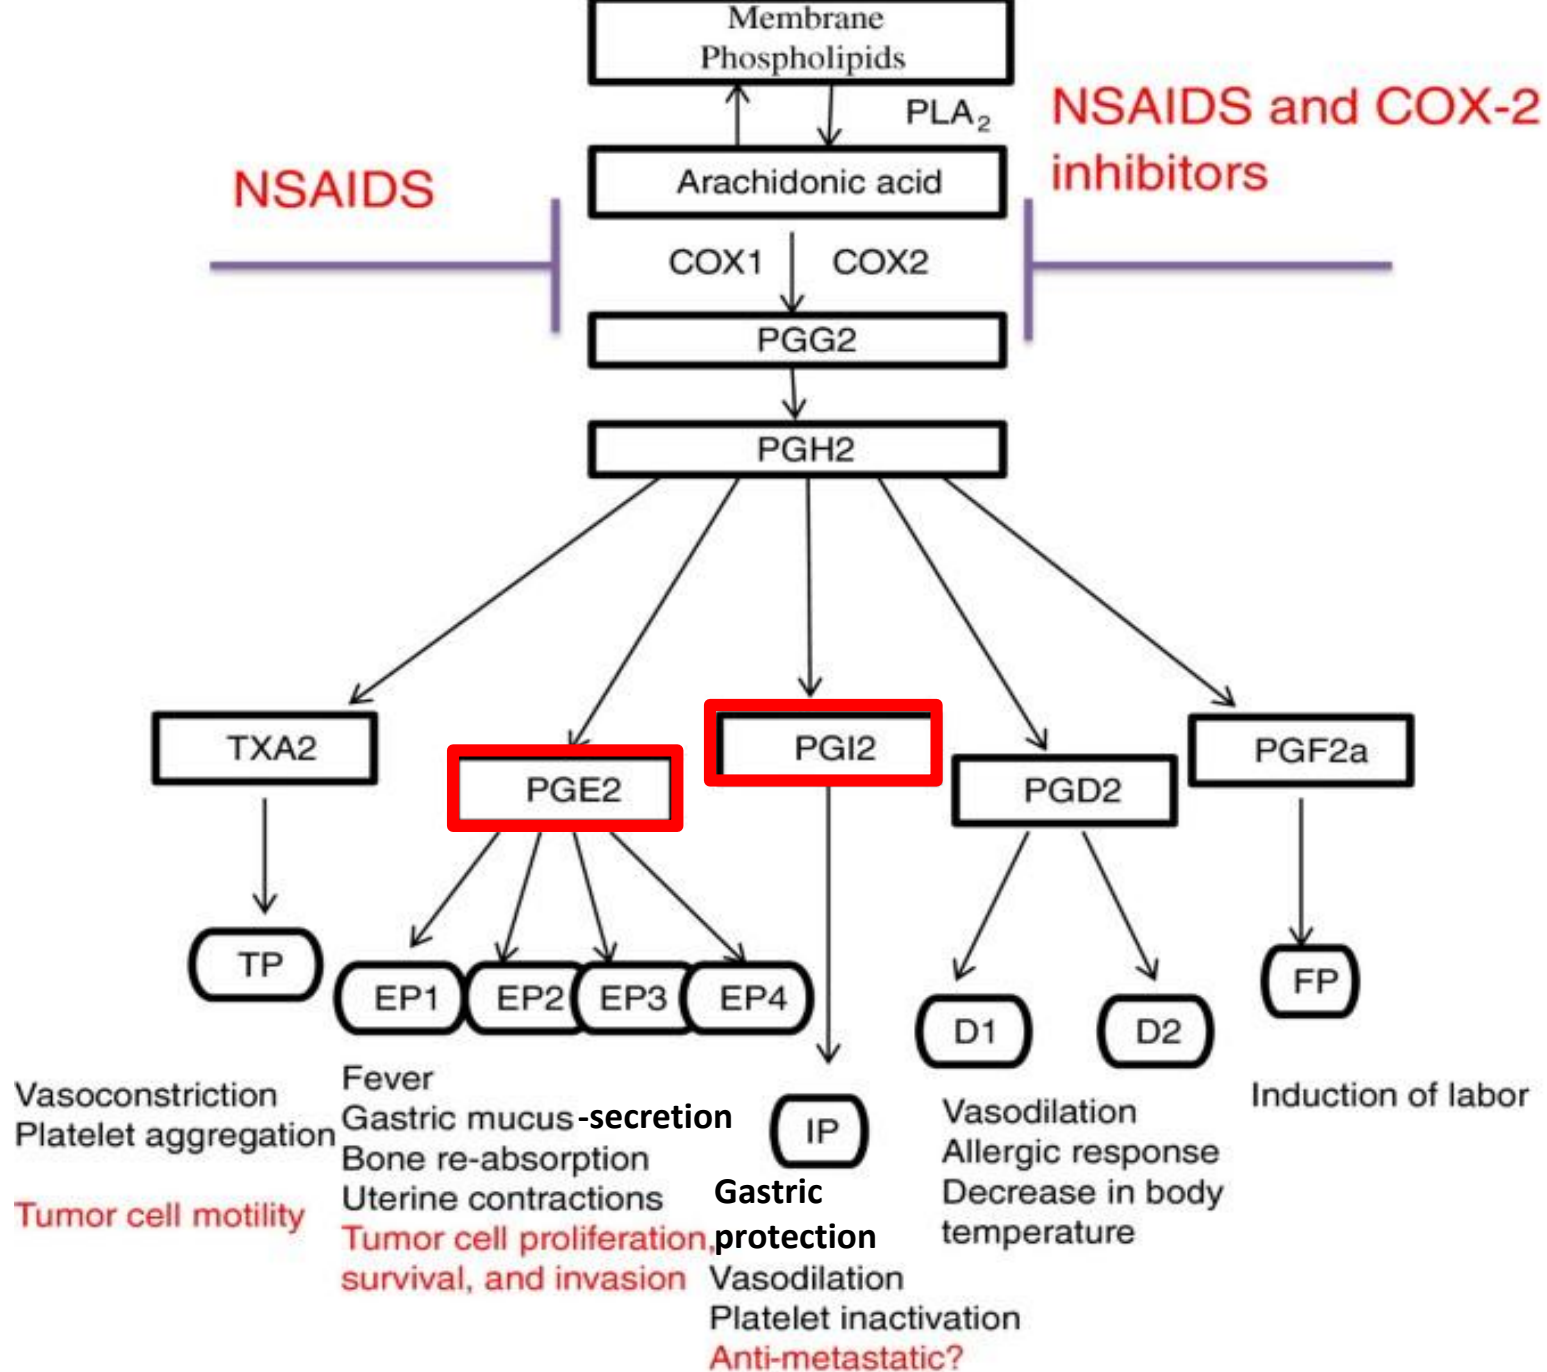 Membrane
Phospholipids
PLA₂
NSAIDS and COX-2
inhibitors
NSAIDS
Arachidonic acid
COX1
COX2
PGG2
PGH2
TXA2
PGE2
PGI2
PGD2
PGF2a
TP
EP1
EP2
EP3
EP4
IP
D1
D2
FP
Vasoconstriction
Platelet aggregation
Tumor cell motility
Fever
Gastric mucus-secretion
Bone re-absorption
Uterine contractions
Tumor cell proliferation,
survival, and invasion
Gastric
protection
Vasodilation
Platelet inactivation
Anti-metastatic?
Vasodilation
Allergic response
Decrease in body
temperature
Induction of labor